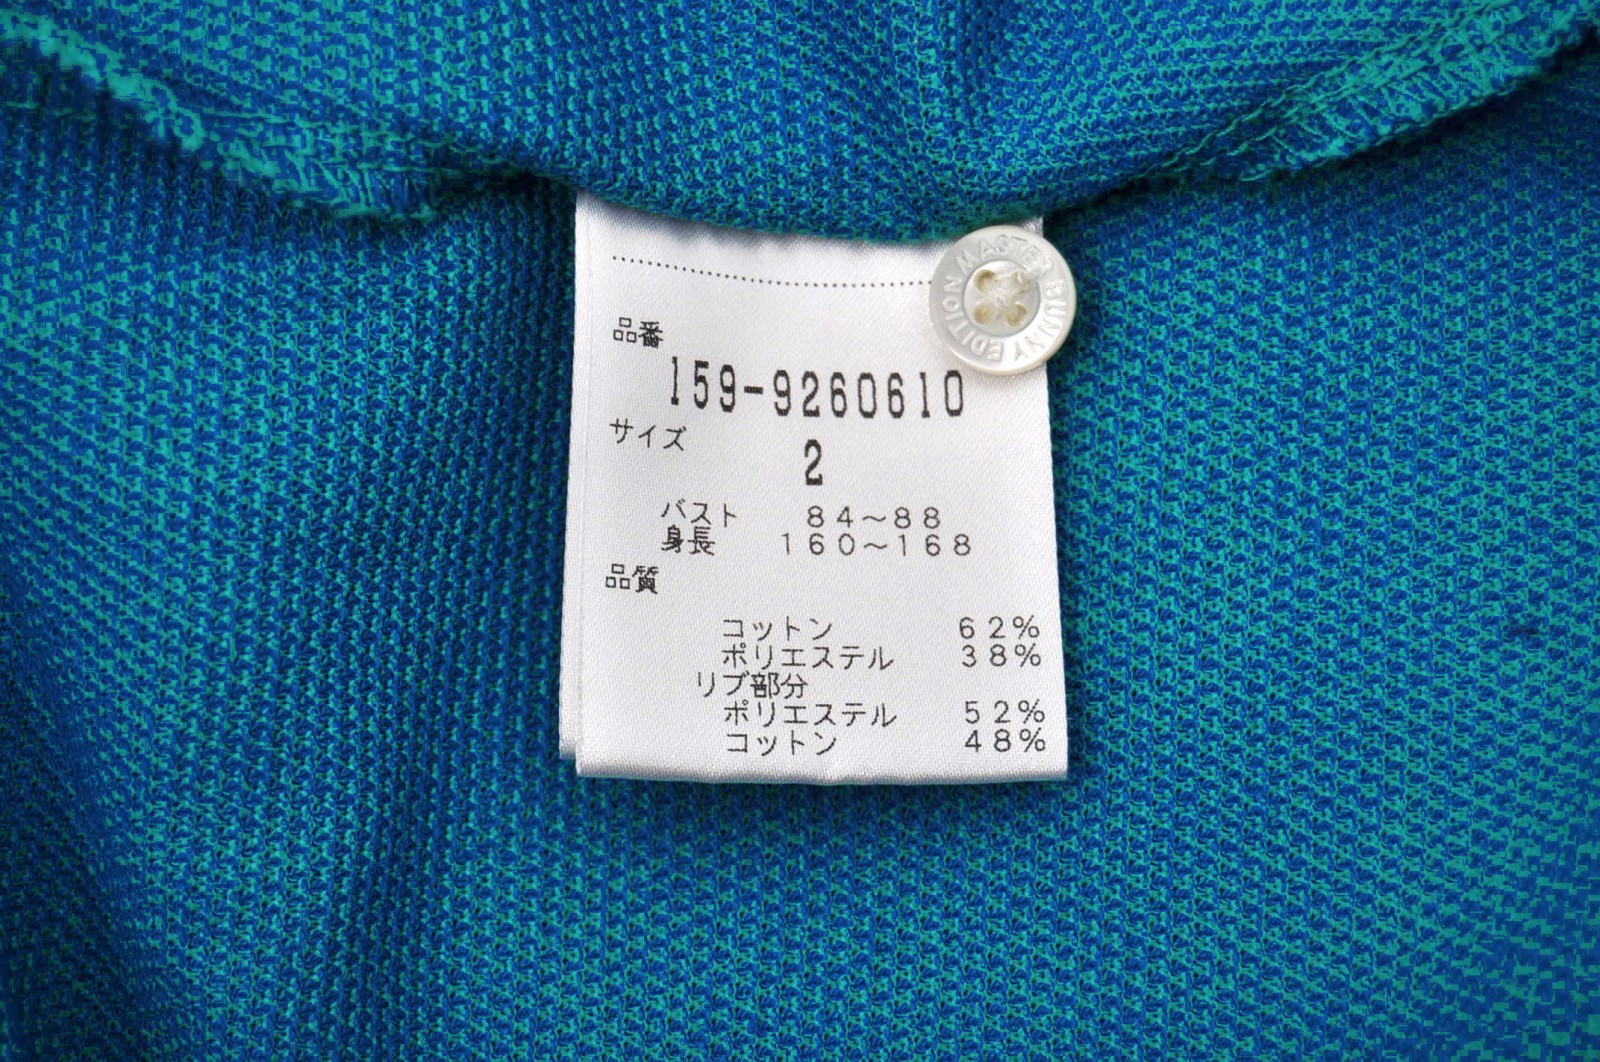 MASTER BUNNY EDITION
品番
159-9260610
サイズ
2
バスト 84~88
身長 160~168
品質
コットン 62%
ポリエステル 38%
リブ部分
ポリエステル 52%
コットン 48%